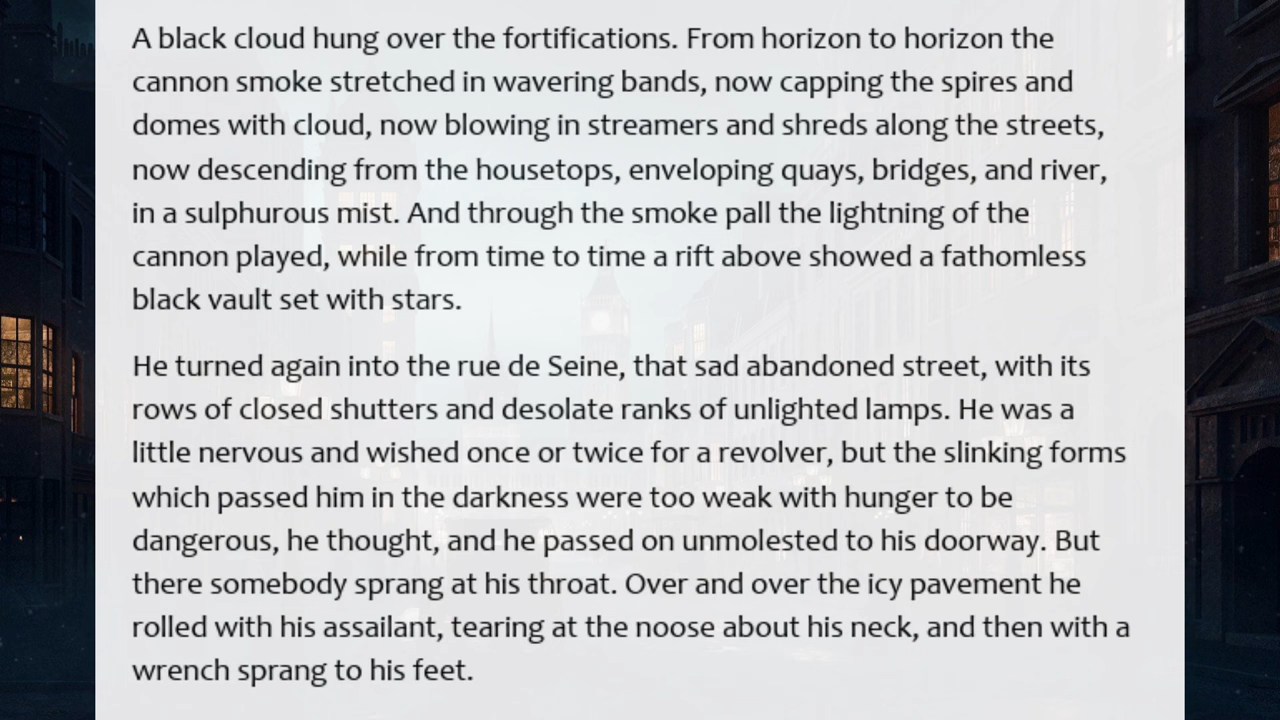 A black cloud hung over the fortifications. From horizon to horizon the
cannon smoke stretched in wavering bands, now capping the spires and
domes with cloud, now blowing in streamers and shreds along the streets,
now descending from the housetops, enveloping quays, bridges, and river,
in a sulphurous mist. And through the smoke pall the lightning of the
cannon played, while from time to time a rift above showed a fathomless
black vault set with stars.
He turned again into the rue de Seine, that sad abandoned street, with its
rows of closed shutters and desolate ranks of unlighted lamps. He was a
little nervous and wished once or twice for a revolver, but the slinking forms
which passed him in the darkness were too weak with hunger to be
dangerous, he thought, and he passed on unmolested to his doorway. But
there somebody sprang at his throat. Over and over the icy pavement he
rolled with his assailant, tearing at the noose about his neck, and then with a
wrench sprang to his feet.